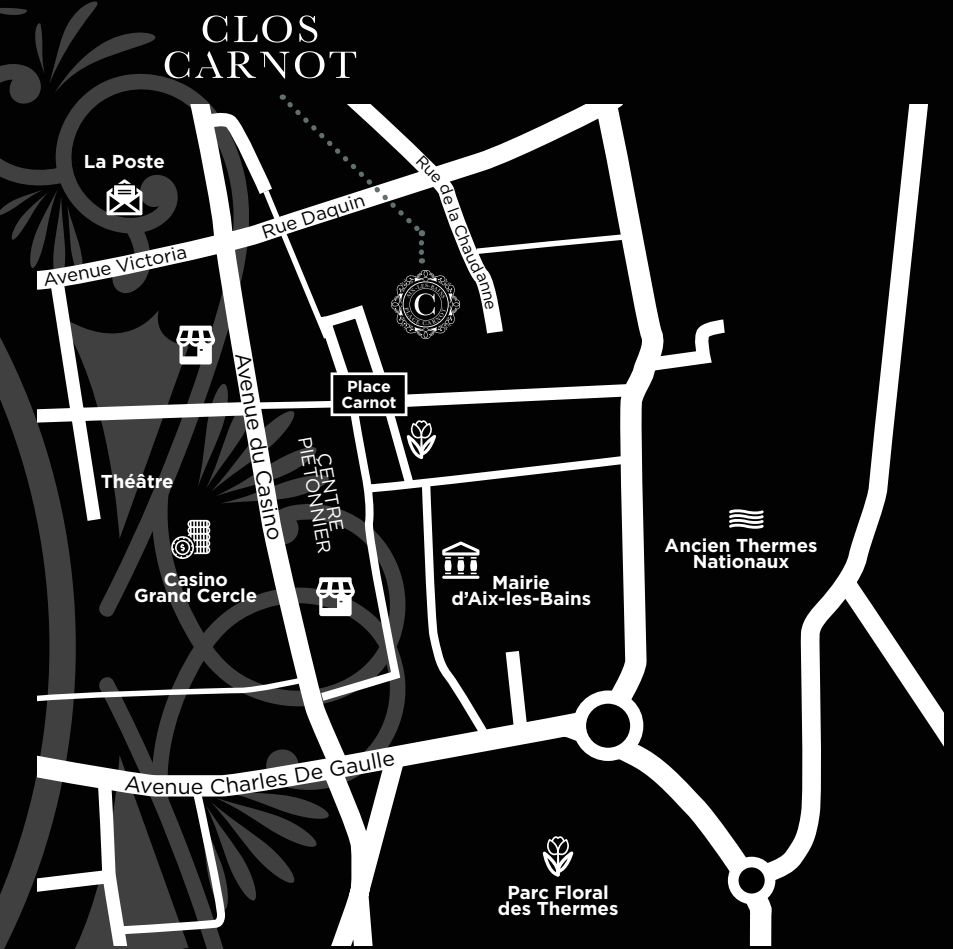 CLOS
CARNOT
La Poste
Rue de la Chaudanne
Rue Daquin
Avenue Victoria
C
Avenue du Casino
Place
Carnot
CENTRE
PIÉTONNIER
Théâtre
Casino
Grand Cercle
Mairie
d'Aix-les-Bains
Ancien Thermes
Nationaux
Avenue Charles De Gaulle
Parc Floral
des Thermes